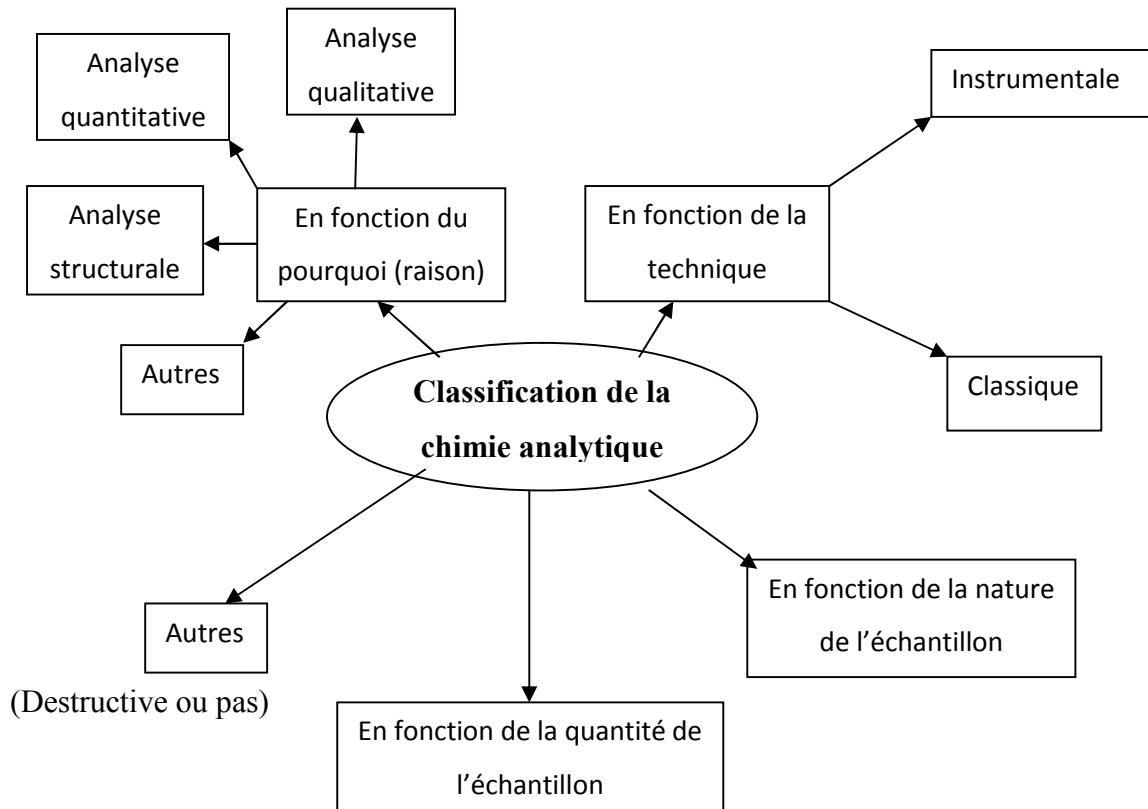 Analyse
quantitative
Analyse
qualitative
Instrumentale
Analyse
structurale
En fonction du
pourquoi (raison)
En fonction de la
technique
Autres
Classique
Classification de la
chimie analytique
Autres
(Destructive ou pas)
En fonction de la nature
de l’échantillon
En fonction de la quantité de
l’échantillon